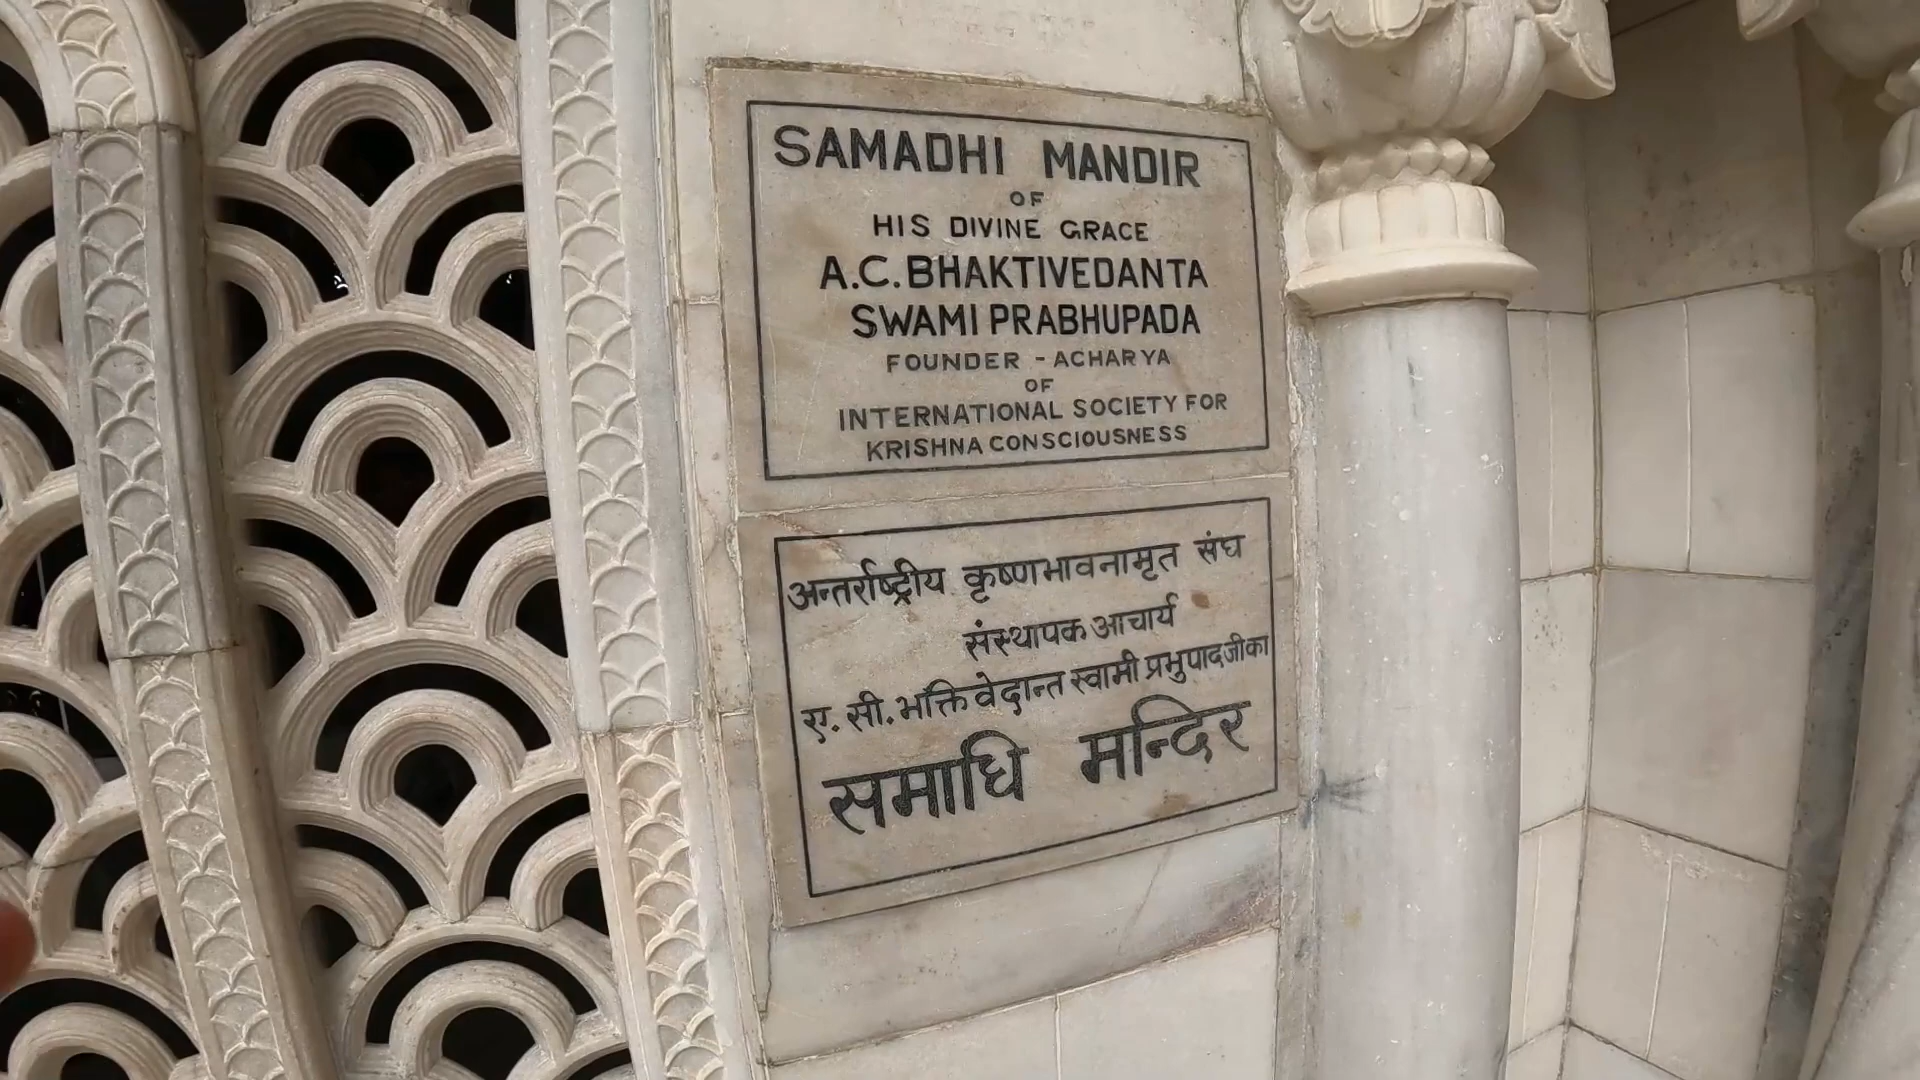 SAMADHI MANDIR
OF
HIS DIVINE GRACE
A.C. BHAKTIVEDANTA
SWAMI PRABHUPADA
FOUNDER - ACHARYA
OF
INTERNATIONAL SOCIETY FOR
KRISHNA CONSCIOUSNESS
अन्तर्राष्ट्रीय कृष्णभावनामृत संघ
संस्थापक आचार्य
ए. सी. भक्तिवेदान्त स्वामी प्रभुपादजी का
समाधि मन्दिर